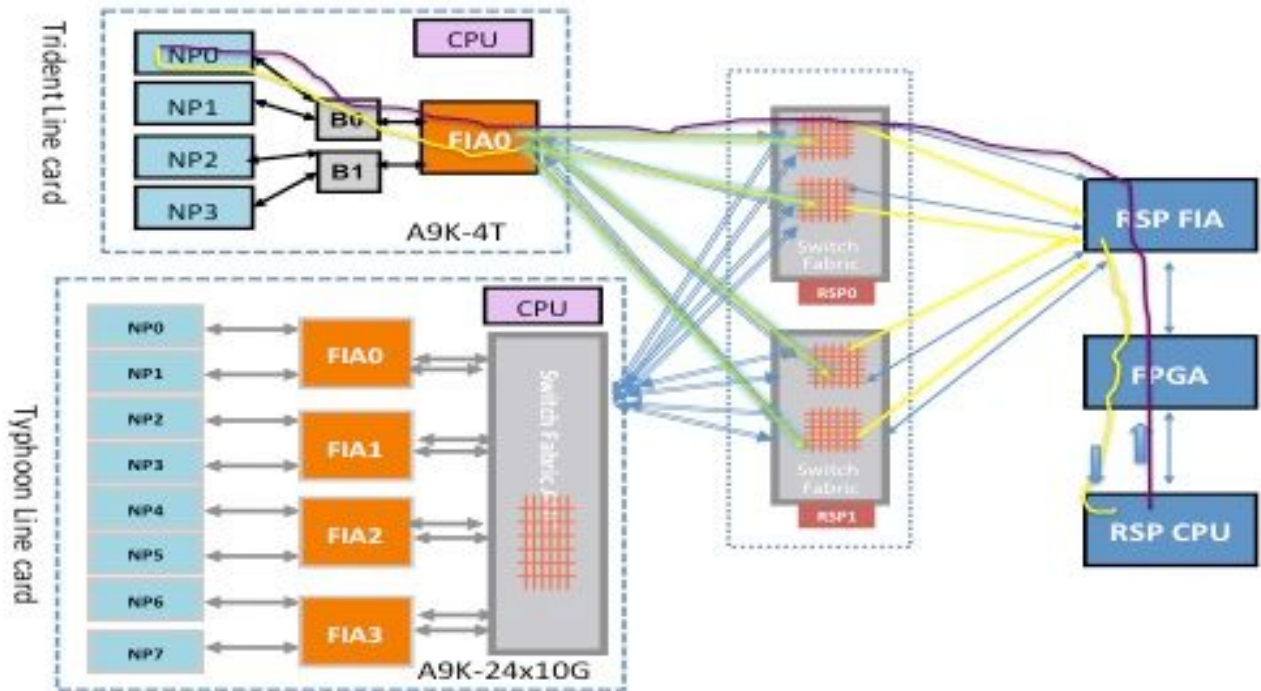 Trident Line card
CPU
NP0
NP1
NP2
NP3
B0
B1
FIA0
A9K-4T
Switch
Fabric
RSP0
Switch
Fabric
RSP1
RSP FIA
FPGA
RSP CPU
Typhoon Line card
CPU
NP0
NP1
NP2
NP3
NP4
NP5
NP6
NP7
FIA0
FIA1
FIA2
FIA3
Switch Fabric
A9K-24x10G